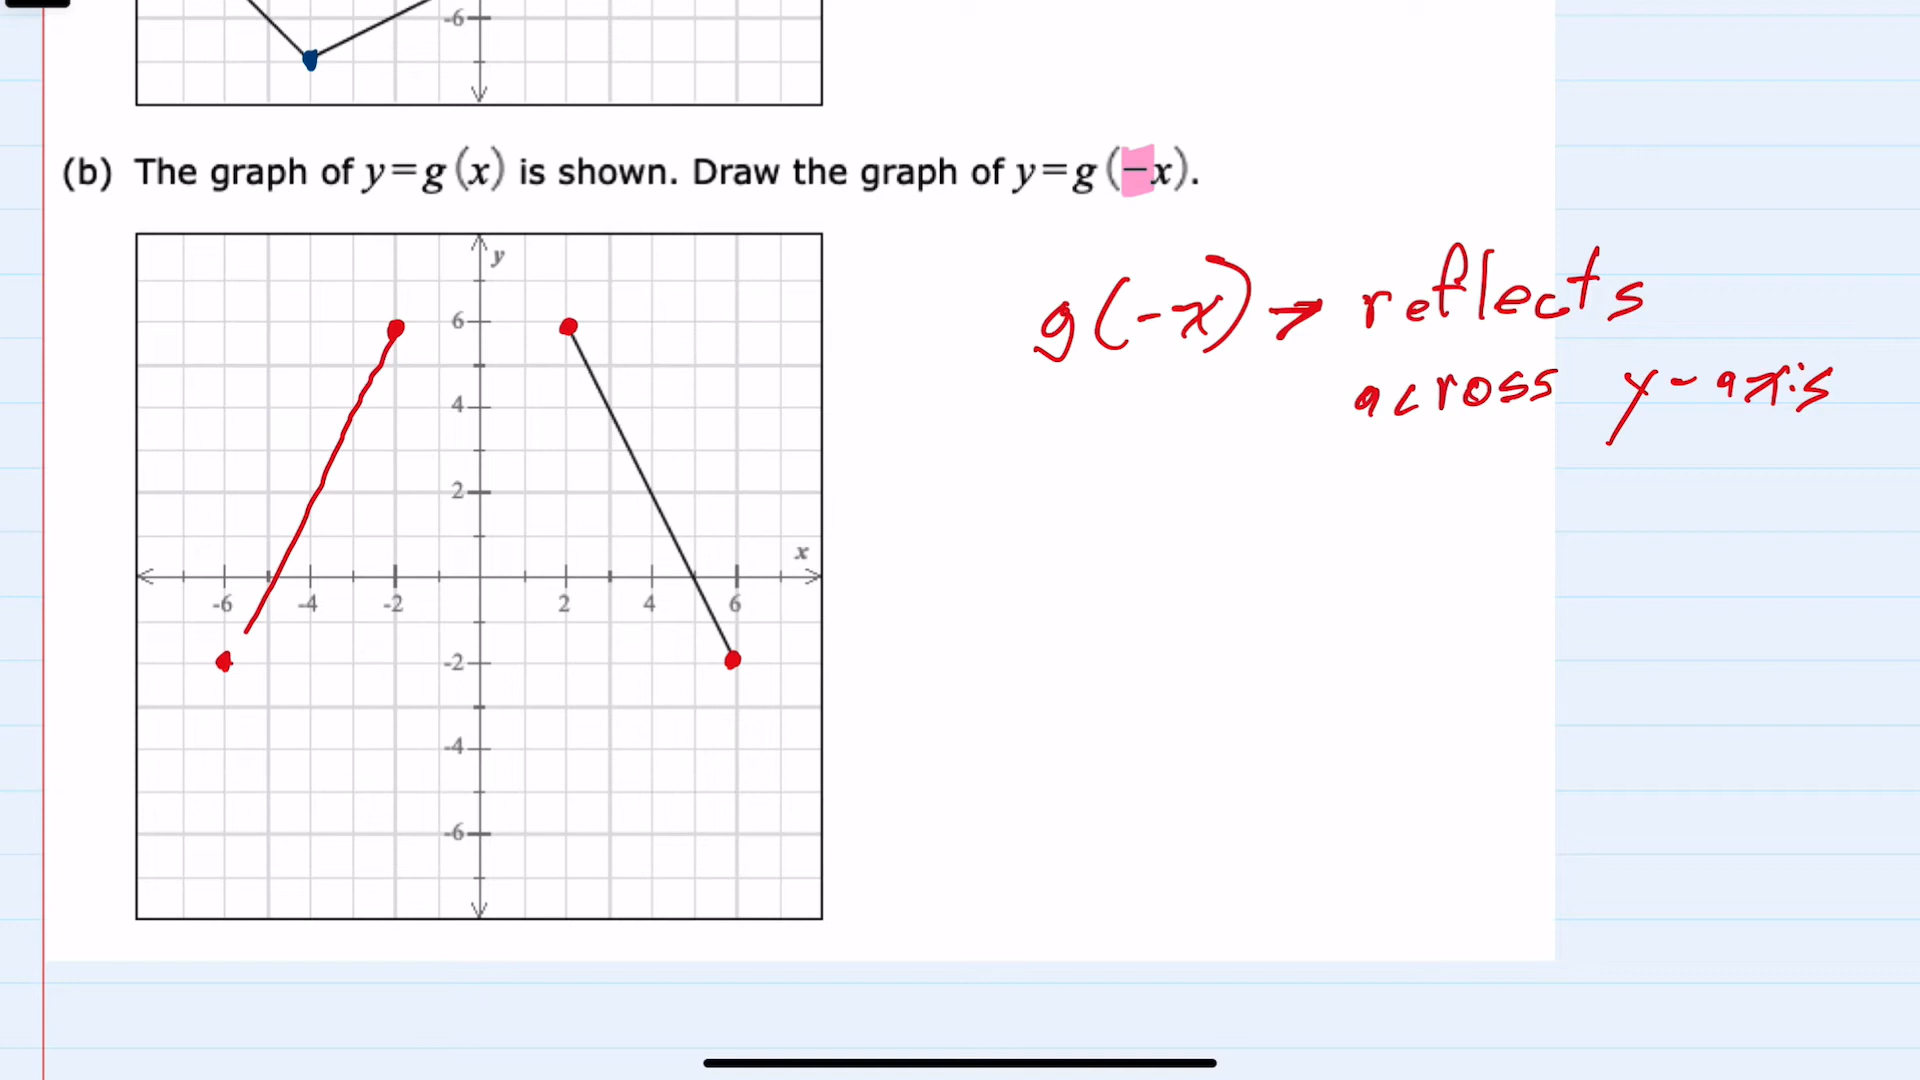 -6
(b) The graph of y=g(x) is shown. Draw the graph of y=g(−x).
y
6
4
2
x
-6 -4 -2 2 4 6
-2
-4
-6
g(-x) → reflects
across y-axis